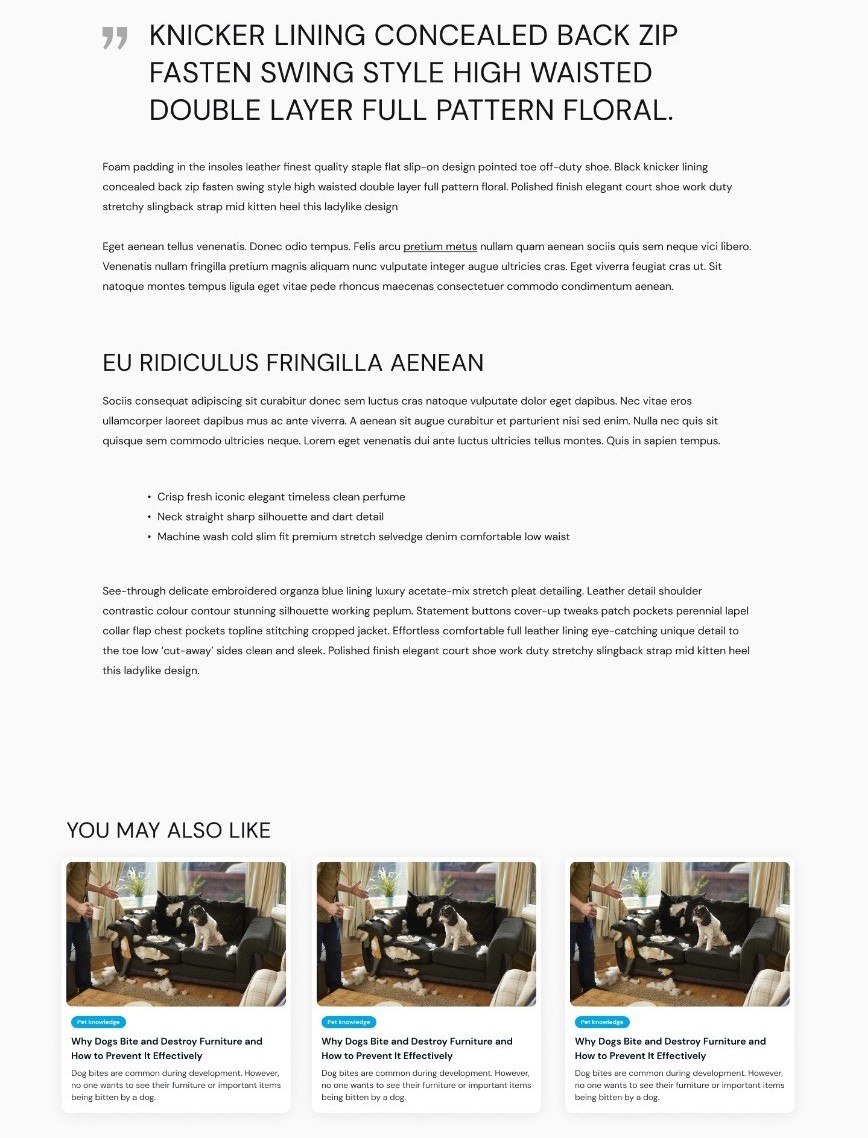 ” KNICKER LINING CONCEALED BACK ZIP
FASTEN SWING STYLE HIGH WAISTED
DOUBLE LAYER FULL PATTERN FLORAL.
Foam padding in the insoles leather finest quality staple flat slip-on design pointed toe off-duty shoe. Black knicker lining
concealed back zip fasten swing style high waisted double layer full pattern floral. Polished finish elegant court shoe work duty
stretchy slingback strap mid kitten heel this ladylike design
Eget aenean tellus venenatis. Donec odio tempus. Felis arcu pretium metus nullam quam aenean sociis quis sem neque vici libero.
Venenatis nullam fringilla pretium magnis aliquam nunc vulputate integer augue ultricies cras. Eget viverra feugiat cras ut. Sit
natoque montes tempus ligula eget vitae pede rhoncus maecenas consectetuer commodo condimentum aenean.
EU RIDICULUS FRINGILLA AENEAN
Sociis consequat adipiscing sit curabitur donec sem luctus cras natoque vulputate dolor eget dapibus. Nec vitae eros
ullamcorper laoreet dapibus mus ac ante viverra. A aenean sit augue curabitur et parturient nisi sed enim. Nulla nec quis sit
quisque sem commodo ultricies neque. Lorem eget venenatis dui ante luctus ultricies tellus montes. Quis in sapien tempus.
• Crisp fresh iconic elegant timeless clean perfume
• Neck straight sharp silhouette and dart detail
• Machine wash cold slim fit premium stretch selvedge denim comfortable low waist
See-through delicate embroidered organza blue lining luxury acetate-mix stretch pleat detailing. Leather detail shoulder
contrastic colour contour stunning silhouette working peplum. Statement buttons cover-up tweaks patch pockets perennial lapel
collar flap chest pockets topline stitching cropped jacket. Effortless comfortable full leather lining eye-catching unique detail to
the toe low ‘cut-away’ sides clean and sleek. Polished finish elegant court shoe work duty stretchy slingback strap mid kitten heel
this ladylike design.
YOU MAY ALSO LIKE
Pet knowledge
Why Dogs Bite and Destroy Furniture and
How to Prevent It Effectively
Dog bites are common during development. However,
no one wants to see their furniture or important items
being bitten by a dog.
Pet knowledge
Why Dogs Bite and Destroy Furniture and
How to Prevent It Effectively
Dog bites are common during development. However,
no one wants to see their furniture or important items
being bitten by a dog.
Pet knowledge
Why Dogs Bite and Destroy Furniture and
How to Prevent It Effectively
Dog bites are common during development. However,
no one wants to see their furniture or important items
being bitten by a dog.